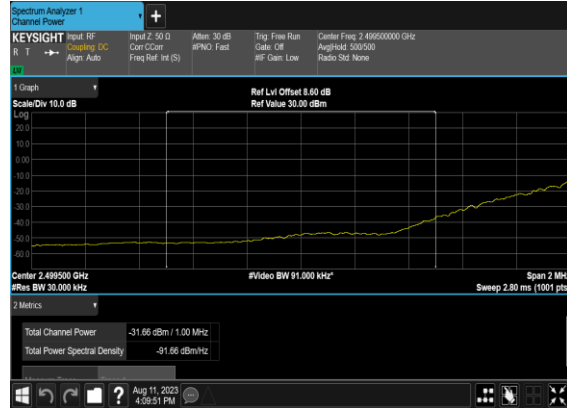 Spectrum Analyzer 1
Channel Power
KEYSIGHT Input: RF Input Z: 50 Ω Atten: 30 dB Trig: Free Run Center Freq: 2.499500000 GHz
R T Coupling: DC Corr CCorr #PNO: Fast Gate: Off Avg|Hold: 500/500
Align: Auto Freq Ref: Int (S) #IF Gain: Low Radio Std: None
1 Graph
Ref Lvl Offset 8.60 dB
Scale/Div 10.0 dB Ref Value 30.00 dBm
Log
20.0
10.0
0.00
-10.0
-20.0
-30.0
-40.0
-50.0
-60.0
Center 2.499500 GHz #Video BW 91.000 kHz* Span 2 MH
#Res BW 30.000 kHz Sweep 2.80 ms (1001 pts
2 Metrics
Total Channel Power -31.66 dBm / 1.00 MHz
Total Power Spectral Density -91.66 dBm/Hz
Aug 11, 2023
4:09:51 PM